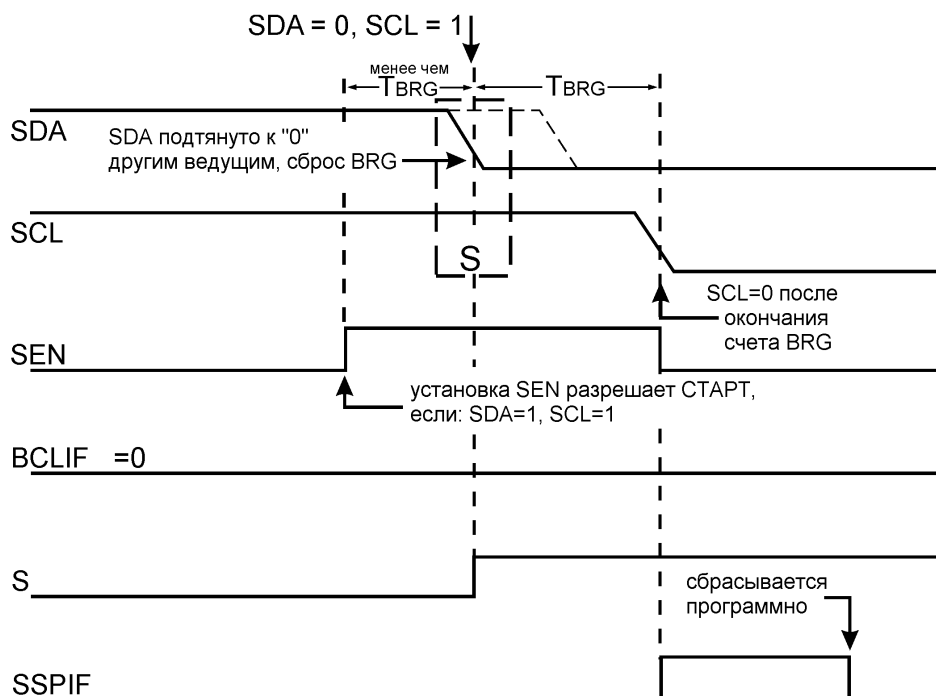 SDA = 0, SCL = 1
менее чем
TBRG
TBRG
SDA
SDA подтянуто к "0"
другим ведущим, сброс BRG
SCL
S
SCL=0 после
окончания
счета BRG
SEN
установка SEN разрешает СТАРТ,
если: SDA=1, SCL=1
BCLIF =0
S
сбрасывается
программно
SSPIF